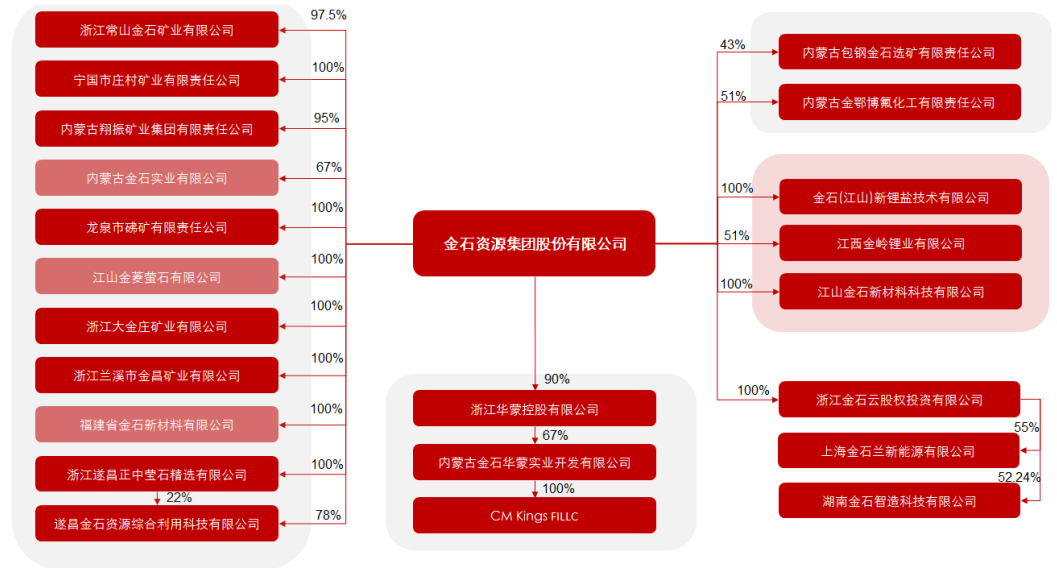 97.5%
浙江常山金石矿业有限公司
100%
宁国市庄村矿业有限责任公司
95%
内蒙古翔振矿业集团有限责任公司
67%
内蒙古金石实业有限公司
100%
龙泉市砩矿有限责任公司
100%
江山金菱萤石有限公司
100%
浙江大金庄矿业有限公司
100%
浙江兰溪市金昌矿业有限公司
100%
福建省金石新材料有限公司
100%
浙江遂昌正中莹石精选有限公司
22%
78%
遂昌金石资源综合利用科技有限公司
金石资源集团股份有限公司
90%
浙江华蒙控股有限公司
67%
内蒙古金石华蒙实业开发有限公司
100%
CM Kings FILLC
43%
内蒙古包钢金石选矿有限责任公司
51%
内蒙古金鄂博氟化工有限责任公司
100%
金石(江山)新锂盐技术有限公司
51%
江西金岭锂业有限公司
100%
江山金石新材料科技有限公司
100%
浙江金石云股权投资有限公司
55%
上海金石兰新能源有限公司
52.24%
湖南金石智造科技有限公司